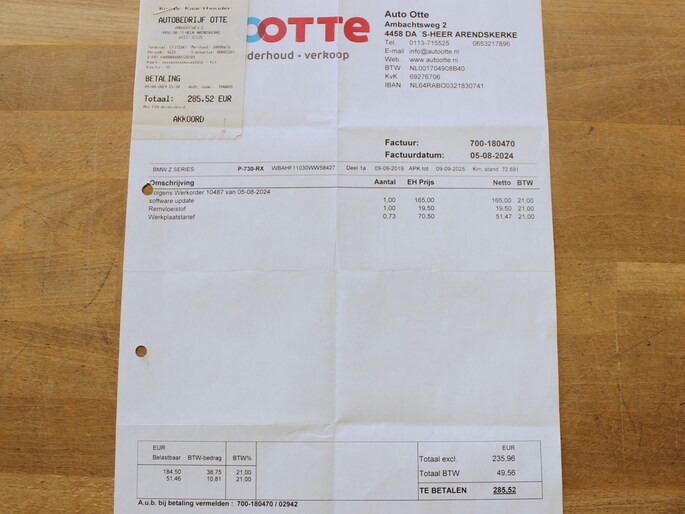 AUTOBEDRIJF OTTE
AMBACHTSWEG 2
4458 DA 'S-HEER ARENDSKERKE
BETALING
Totaal: 285.52 EUR
AKKOORD
OTTE
derhoud - verkoop
Auto Otte
Ambachtsweg 2
4458 DA ´S-HEER ARENDSKERKE
Tel 0113-715525 0653217896
E-mail info@autootte.nl
Web www.autootte.nl
BTW NL001704908B40
KvK 69276706
IBAN NL64RABO0321830741
Factuur: 700-180470
Factuurdatum: 05-08-2024
BMW Z SERIES P-730-RX WBAHF11030WW58427 Deel 1a 09-09-2019 APK tot 09-09-2025 Km. stand 72.681
Omschrijving Aantal EH Prijs Netto BTW
Volgens Werkorder 10487 van 05-08-2024
software update 1,00 165,00 165,00 21,00
Remvloeistof 1,00 19,50 19,50 21,00
Werkplaatstarief 0,73 70,50 51,47 21,00
EUR
Belastbaar BTW-bedrag BTW%
184,50 38,75 21,00
51,46 10,81 21,00
EUR
Totaal excl. 235,96
Totaal BTW 49,56
TE BETALEN 285,52
A.u.b. bij betaling vermelden : 700-180470 / 02942